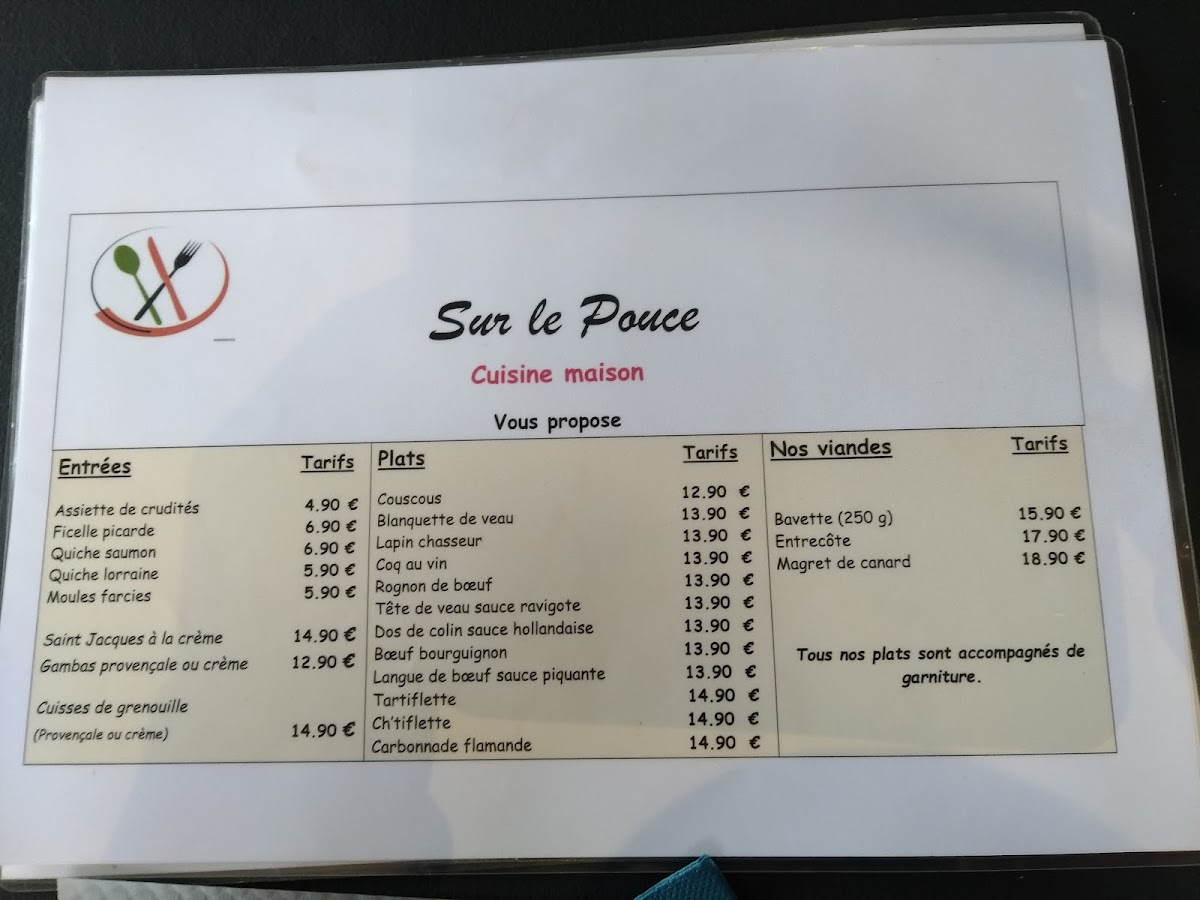 Sur le Pouce
Cuisine maison
Vous propose
Entrées Tarifs
Assiette de crudités 4.90 €
Ficelle picarde 6.90 €
Quiche saumon 6.90 €
Quiche lorraine 5.90 €
Moules farcies 5.90 €
Saint Jacques à la crème 14.90 €
Gambas provençale ou crème 12.90 €
Cuisses de grenouille
(Provençale ou crème) 14.90 €
Plats Tarifs
Couscous 12.90 €
Blanquette de veau 13.90 €
Lapin chasseur 13.90 €
Coq au vin 13.90 €
Rognon de bœuf 13.90 €
Tête de veau sauce ravigote 13.90 €
Dos de colin sauce hollandaise 13.90 €
Bœuf bourguignon 13.90 €
Langue de bœuf sauce piquante 13.90 €
Tartiflette 14.90 €
Ch'tiflette 14.90 €
Carbonnade flamande 14.90 €
Nos viandes Tarifs
Bavette (250 g) 15.90 €
Entrecôte 17.90 €
Magret de canard 18.90 €
Tous nos plats sont accompagnés de
garniture.